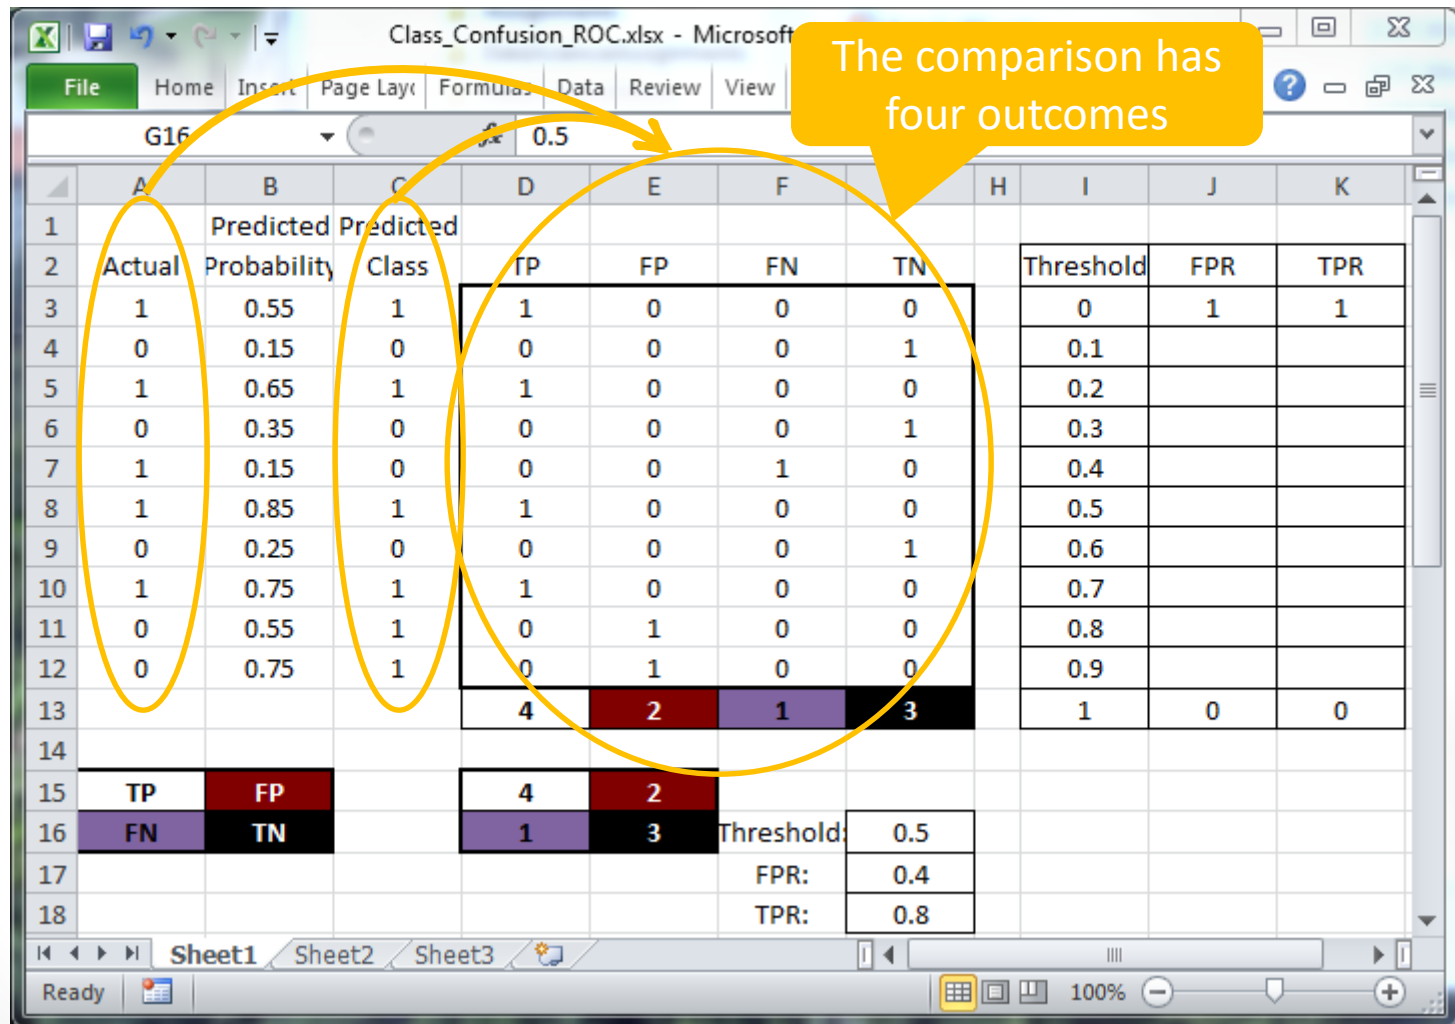 Class_Confusion_ROC.xlsx - Microsoft
The comparison has
four outcomes
File Home Insert Page Layo Formulas Data Review View
G16 fx 0.5
A B C D E F H I J K
1 Predicted Predicted
2 Actual Probability Class TP FP FN TN Threshold FPR TPR
3 1 0.55 1 1 0 0 0 0 1 1
4 0 0.15 0 0 0 0 1 0.1
5 1 0.65 1 1 0 0 0 0.2
6 0 0.35 0 0 0 0 1 0.3
7 1 0.15 0 0 0 1 0 0.4
8 1 0.85 1 1 0 0 0 0.5
9 0 0.25 0 0 0 0 1 0.6
10 1 0.75 1 1 0 0 0 0.7
11 0 0.55 1 0 1 0 0 0.8
12 0 0.75 1 0 1 0 0 0.9
13 4 2 1 3 1 0 0
14
15 TP FP 4 2
16 FN TN 1 3 Threshold: 0.5
17 FPR: 0.4
18 TPR: 0.8
Sheet1 Sheet2 Sheet3
Ready 100%